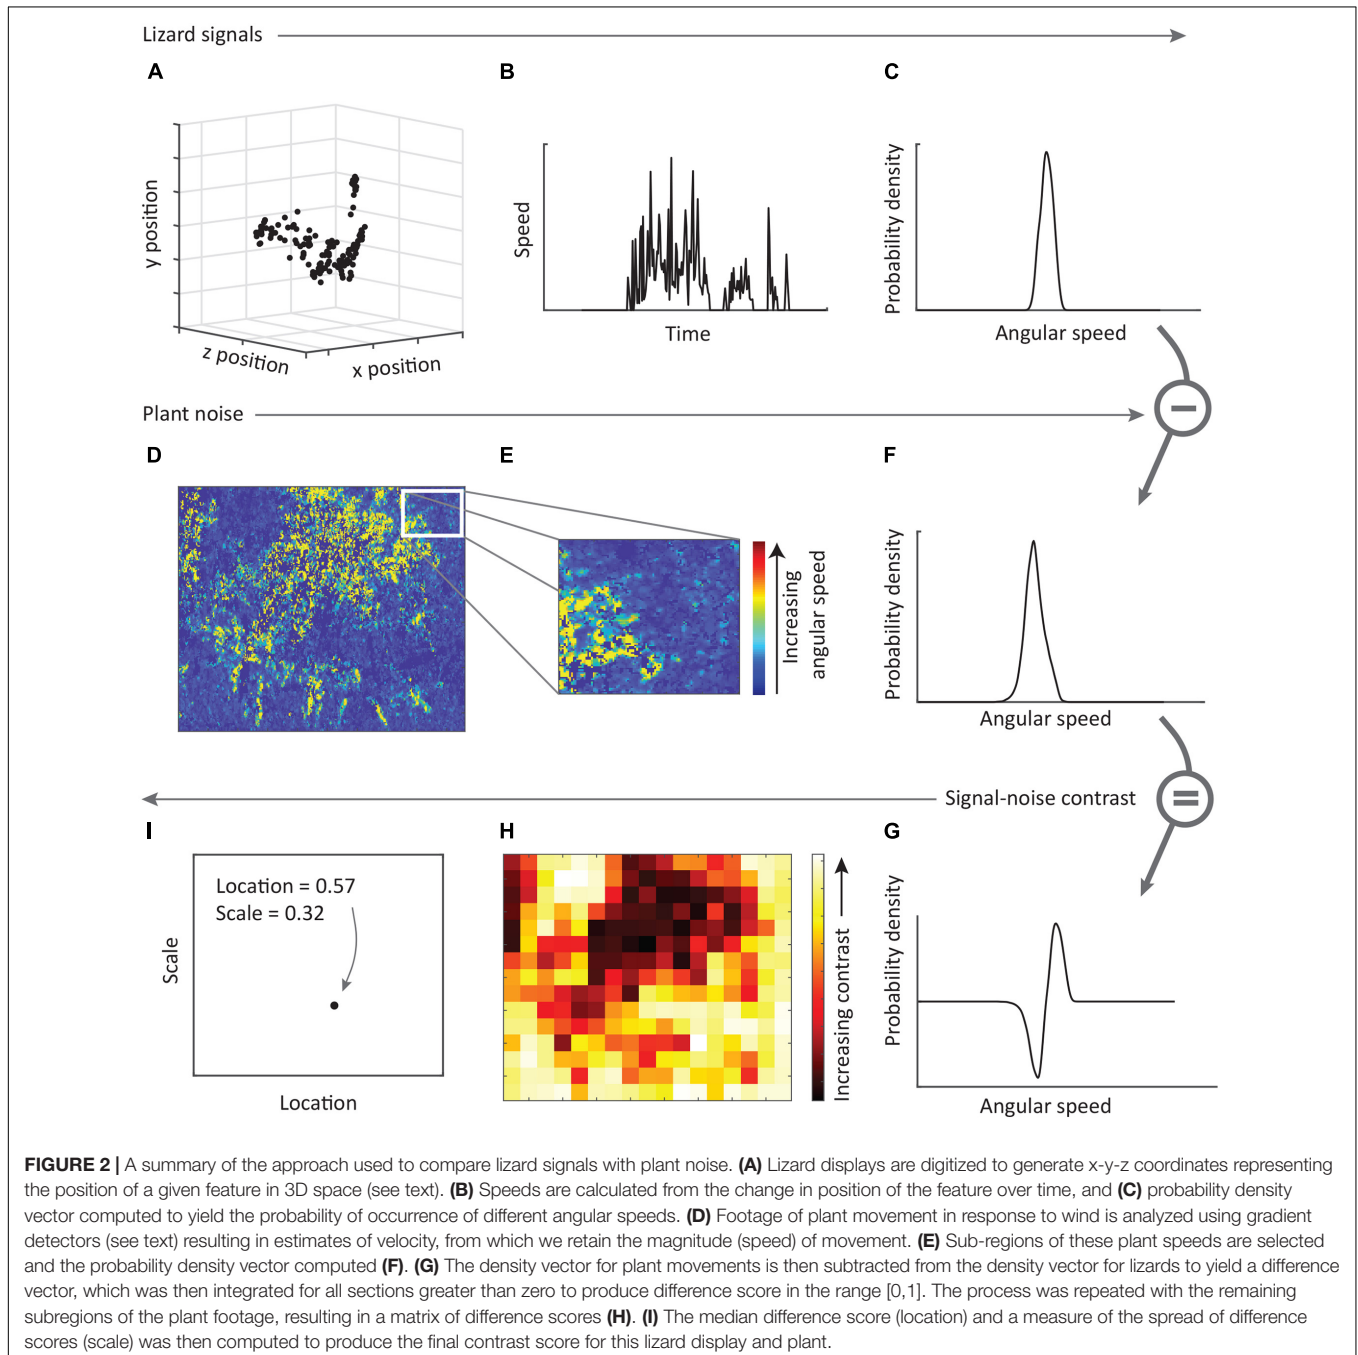 Lizard signals
A
B
C
y position
z position
x position
Speed
Time
Probability density
Angular speed
Plant noise
D
E
F
Increasing
angular speed
Probability density
Angular speed
Signal-noise contrast
I
H
G
Location = 0.57
Scale = 0.32
Scale
Location
Increasing contrast
Probability density
Angular speed
FIGURE 2 | A summary of the approach used to compare lizard signals with plant noise. (A) Lizard displays are digitized to generate x-y-z coordinates representing
the position of a given feature in 3D space (see text). (B) Speeds are calculated from the change in position of the feature over time, and (C) probability density
vector computed to yield the probability of occurrence of different angular speeds. (D) Footage of plant movement in response to wind is analyzed using gradient
detectors (see text) resulting in estimates of velocity, from which we retain the magnitude (speed) of movement. (E) Sub-regions of these plant speeds are selected
and the probability density vector computed (F). (G) The density vector for plant movements is then subtracted from the density vector for lizards to yield a difference
vector, which was then integrated for all sections greater than zero to produce difference score in the range [0,1]. The process was repeated with the remaining
subregions of the plant footage, resulting in a matrix of difference scores (H). (I) The median difference score (location) and a measure of the spread of difference
scores (scale) was then computed to produce the final contrast score for this lizard display and plant.